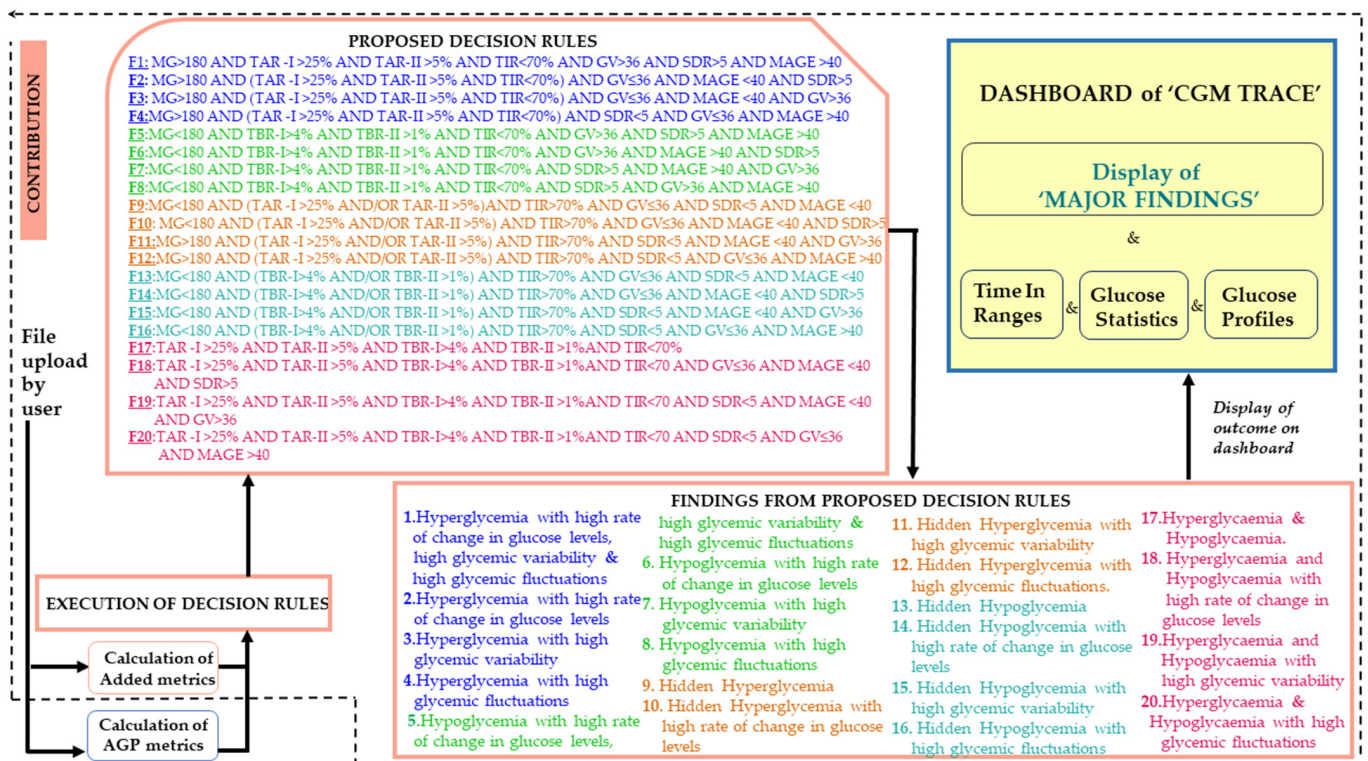 CONTRIBUTION
PROPOSED DECISION RULES
F1: MG>180 AND TAR -I >25% AND TAR-II >5% AND TIR<70% AND GV>36 AND SDR>5 AND MAGE >40
F2: MG>180 AND (TAR -I >25% AND TAR-II >5% AND TIR<70%) AND GV≤36 AND MAGE <40 AND SDR>5
F3: MG>180 AND (TAR -I >25% AND TAR-II >5% AND TIR<70%) AND GV≤36 AND MAGE <40 AND GV>36
F4: MG>180 AND (TAR -I >25% AND TAR-II >5% AND TIR<70%) AND SDR<5 AND GV≤36 AND MAGE >40
F5:MG<180 AND TBR-I>4% AND TBR-II >1% AND TIR<70% AND GV>36 AND SDR>5 AND MAGE >40
F6:MG<180 AND TBR-I>4% AND TBR-II >1% AND TIR<70% AND GV>36 AND MAGE >40 AND SDR>5
F7:MG<180 AND TBR-I>4% AND TBR-II >1% AND TIR<70% AND SDR>5 AND MAGE >40 AND GV>36
F8:MG<180 AND TBR-I>4% AND TBR-II >1% AND TIR<70% AND SDR>5 AND GV>36 AND MAGE >40
F9:MG<180 AND (TAR -I >25% AND/OR TAR-II >5%)AND TIR>70% AND GV≤36 AND SDR<5 AND MAGE <40
F10: MG<180 AND (TAR -I >25% AND/OR TAR-II >5%) AND TIR>70% AND GV≤36 AND MAGE <40 AND SDR>5
F11:MG>180 AND (TAR -I >25% AND/OR TAR-II >5%) AND TIR>70% AND SDR<5 AND MAGE <40 AND GV>36
F12:MG>180 AND (TAR -I >25% AND/OR TAR-II >5%) AND TIR>70% AND SDR<5 AND GV≤36 AND MAGE >40
F13:MG<180 AND (TBR-I>4% AND/OR TBR-II >1%) AND TIR>70% AND GV≤36 AND SDR<5 AND MAGE <40
F14:MG<180 AND (TBR-I>4% AND/OR TBR-II >1%) AND TIR>70% AND GV≤36 AND MAGE <40 AND SDR>5
F15:MG<180 AND (TBR-I>4% AND/OR TBR-II >1%) AND TIR>70% AND SDR<5 AND MAGE <40 AND GV>36
F16:MG<180 AND (TBR-I>4% AND/OR TBR-II >1%) AND TIR>70% AND SDR<5 AND GV≤36 AND MAGE >40
F17:TAR -I >25% AND TAR-II >5% AND TBR-I>4% AND TBR-II >1%AND TIR<70%
F18:TAR -I >25% AND TAR-II >5% AND TBR-I>4% AND TBR-II >1%AND TIR<70 AND GV≤36 AND MAGE <40
AND SDR>5
F19:TAR -I >25% AND TAR-II >5% AND TBR-I>4% AND TBR-II >1%AND TIR<70 AND SDR<5 AND MAGE <40
AND GV>36
F20:TAR -I >25% AND TAR-II >5% AND TBR-I>4% AND TBR-II >1%AND TIR<70 AND SDR<5 AND GV≤36
AND MAGE >40
DASHBOARD of 'CGM TRACE'
Display of
'MAJOR FINDINGS'
&
Time In
Ranges
&
Glucose
Statistics
&
Glucose
Profiles
Display of
outcome on
dashboard
File
upload
by
user
EXECUTION OF DECISION RULES
Calculation of
Added metrics
Calculation of
AGP metrics
FINDINGS FROM PROPOSED DECISION RULES
1.Hyperglycemia with high rate
of change in glucose levels,
high glycemic variability &
high glycemic fluctuations
2.Hyperglycemia with high rate
of change in glucose levels
3.Hyperglycemia with high
glycemic variability
4.Hyperglycemia with high
glycemic fluctuations
5.Hypoglycemia with high rate
of change in glucose levels,
high glycemic variability &
high glycemic fluctuations
6. Hypoglycemia with high rate
of change in glucose levels
7. Hypoglycemia with high
glycemic variability
8. Hypoglycemia with high
glycemic fluctuations
9. Hidden Hyperglycemia
10. Hidden Hyperglycemia with
high rate of change in glucose
levels
11. Hidden Hyperglycemia with
high glycemic variability
12. Hidden Hyperglycemia with
high glycemic fluctuations.
13. Hidden Hypoglycemia
14. Hidden Hypoglycemia with
high rate of change in glucose
levels
15. Hidden Hypoglycemia with
high glycemic variability
16. Hidden Hypoglycemia with
high glycemic fluctuations
17.Hyperglycaemia &
Hypoglycaemia.
18. Hyperglycaemia and
Hypoglycaemia with
high rate of change in
glucose levels
19.Hyperglycaemia and
Hypoglycaemia with
high glycemic variability
20.Hyperglycaemia &
Hypoglycaemia with high
glycemic fluctuations